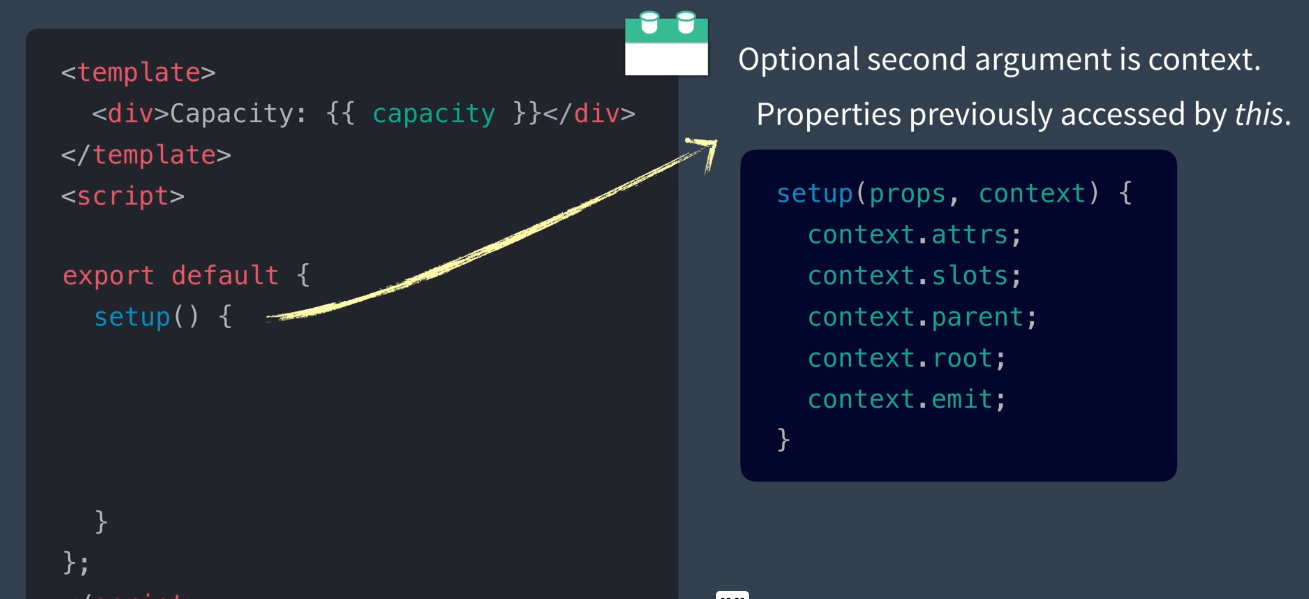 <template>
  <div>Capacity: {{ capacity }}</div>
</template>
<script>
export default {
  setup() {
  }
};
</script>
Optional second argument is context.
Properties previously accessed by this.
setup(props, context) {
  context.attrs;
  context.slots;
  context.parent;
  context.root;
  context.emit;
}